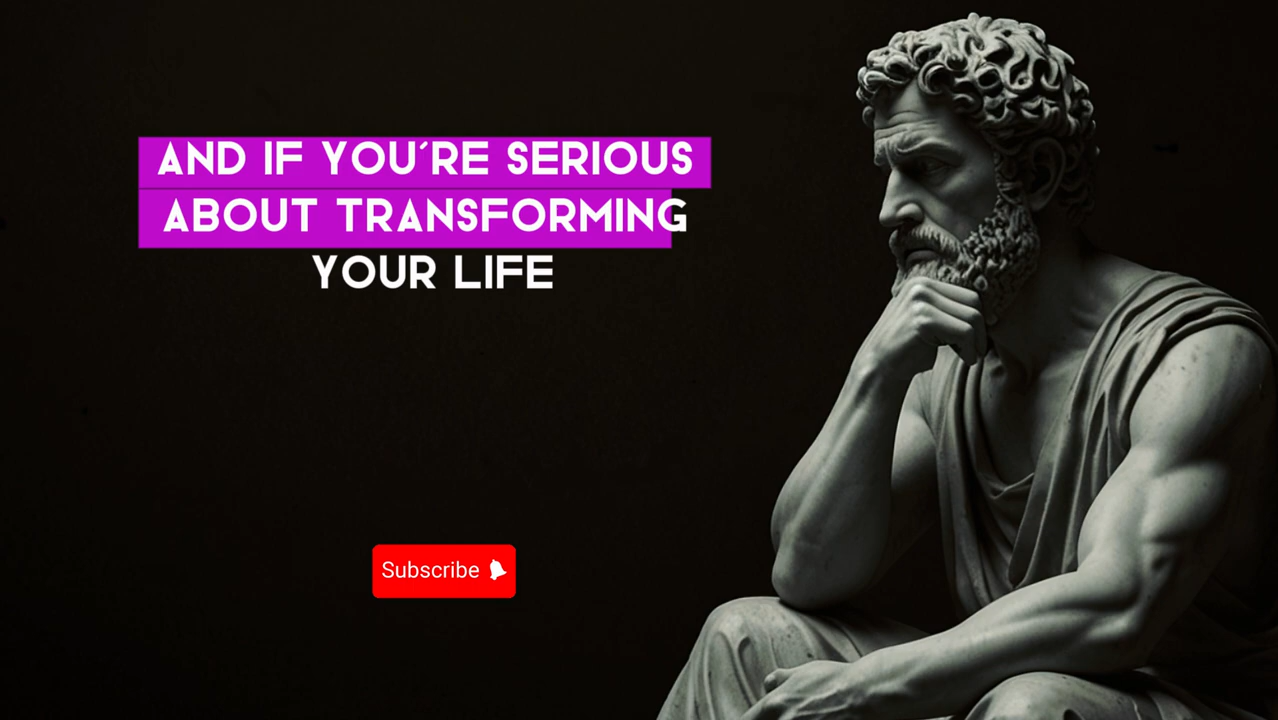 AND IF YOU'RE SERIOUS
ABOUT TRANSFORMING
YOUR LIFE
Subscribe